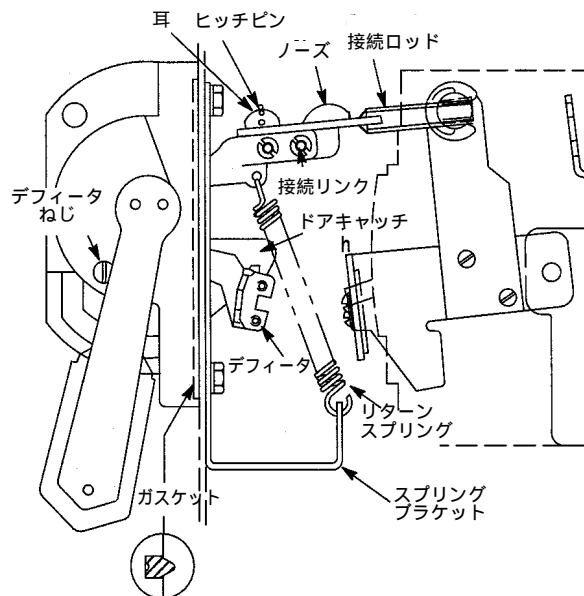 耳
ヒッチピン
ノーズ
接続ロッド
接続リンク
デフィータ
ねじ
ドアキャッチ
h
デフィータ
リターン
スプリング
ガスケット
スプリング
ブラケット